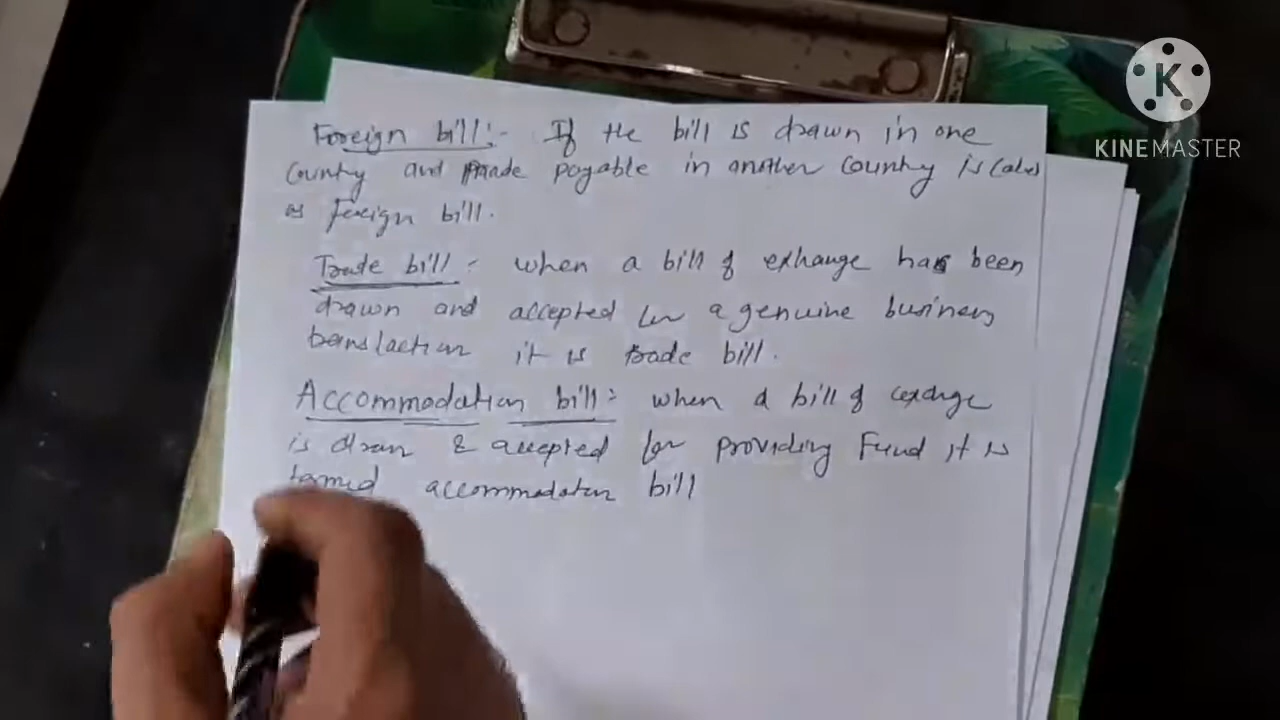 Foreign bill:- If the bill is drawn in one
country and made payable in another country is called
as foreign bill.
Trade bill:- when a bill of exhange has been
drawn and accepted for a genuine business
transaction it is trade bill.
Accommodation bill:- when a bill of exchange
is drawn & accepted for providing Fund it is
termed accommodation bill
K
KINEMASTER